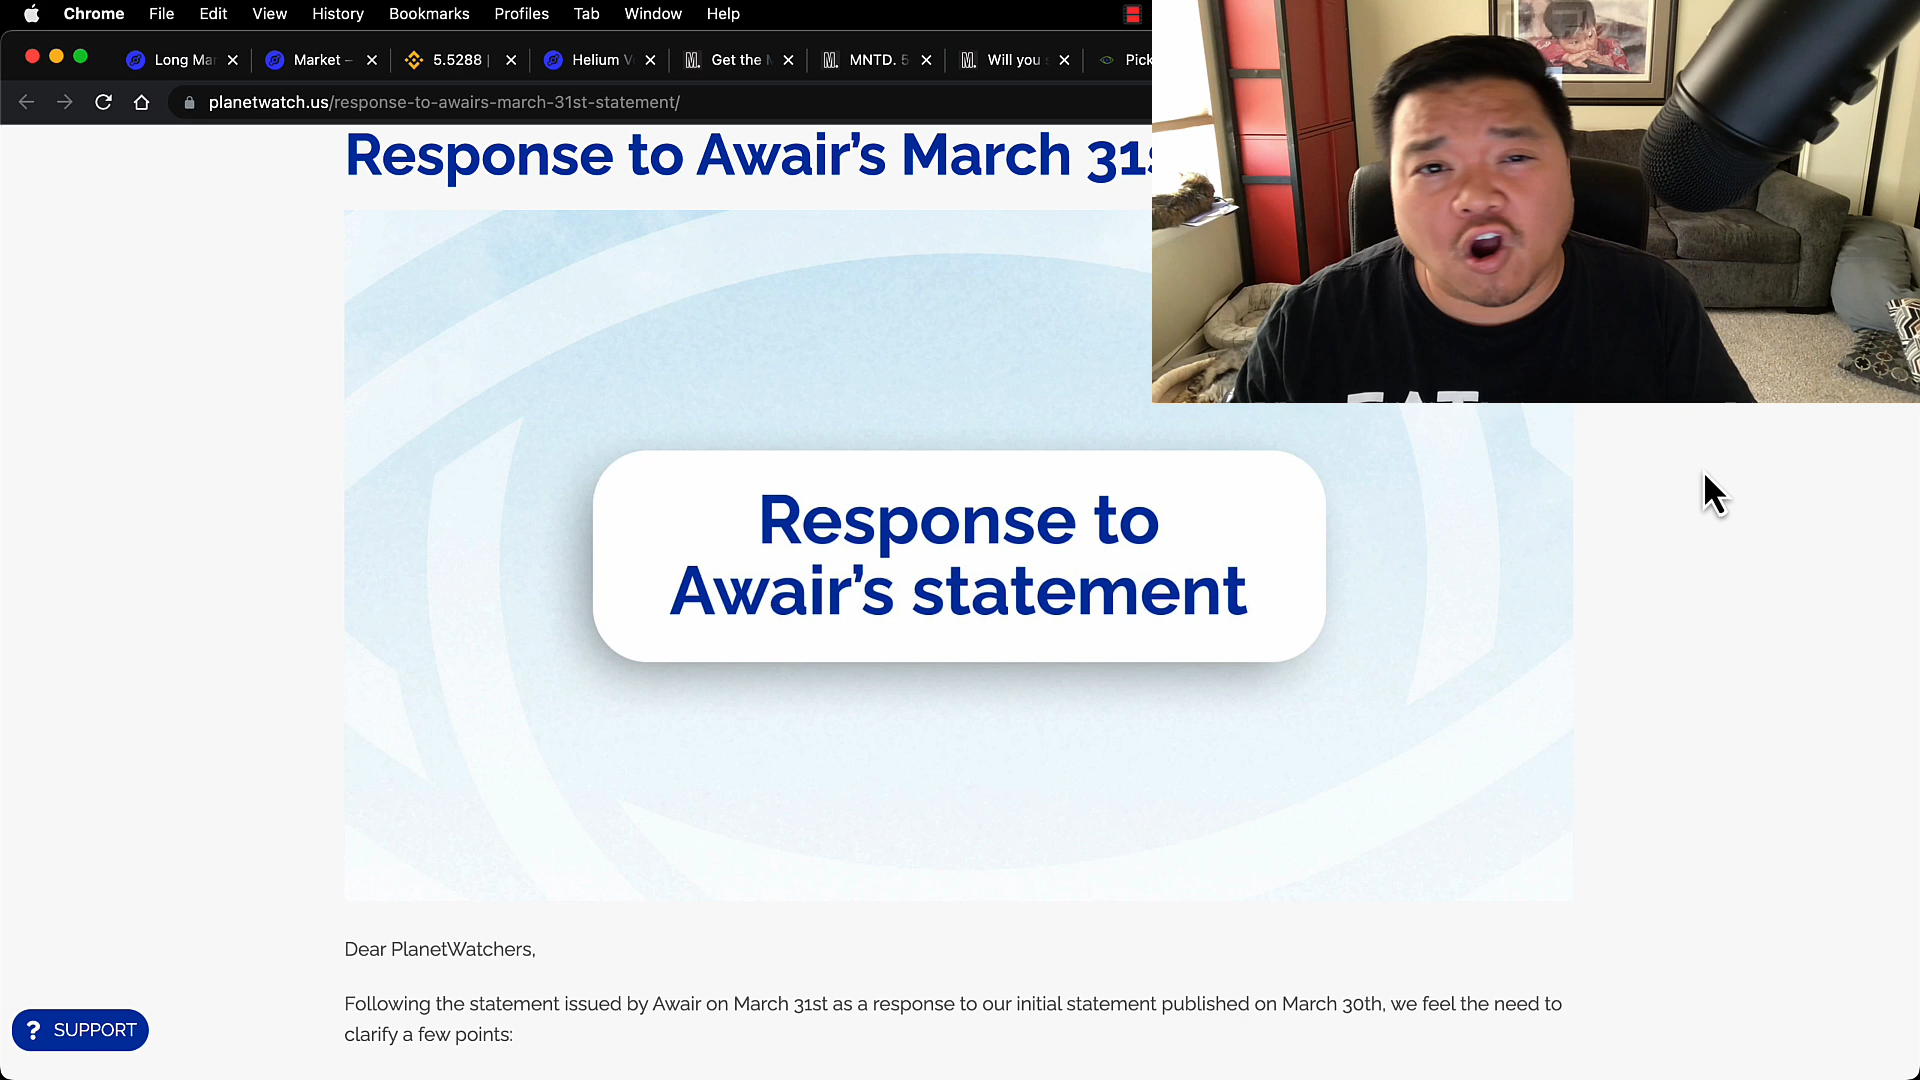 Chrome File Edit View History Bookmarks Profiles Tab Window Help
Long Mar Market – 5.5288 | Helium V Get the MNTD. 5 Will you Pick
planetwatch.us/response-to-awairs-march-31st-statement/
Response to Awair’s March 31s
Response to
Awair’s statement
Dear PlanetWatchers,
Following the statement issued by Awair on March 31st as a response to our initial statement published on March 30th, we feel the need to
clarify a few points:
? SUPPORT